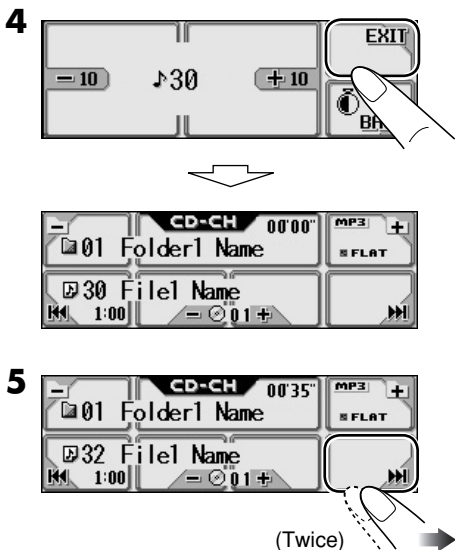 4
EXIT
− 10 ♪30 + 10
− CD-CH 00'00" MP3 +
01 Folder1 Name FLAT
30 File1 Name
1:00 − 01 +
5
− CD-CH 00'35" MP3 +
01 Folder1 Name FLAT
32 File1 Name
1:00 − 01 +
(Twice)